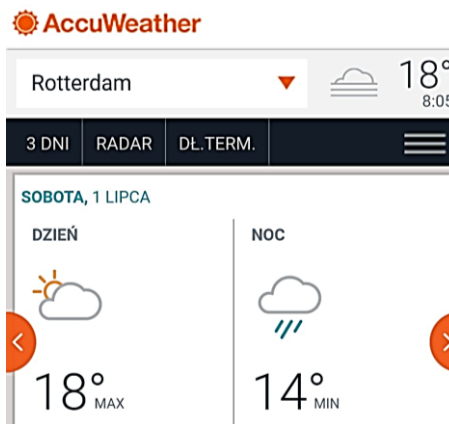 AccuWeather
Rotterdam
18°
8:05
3 DNI RADAR DŁ.TERM.
SOBOTA, 1 LIPCA
DZIEŃ NOC
18° MAX 14° MIN